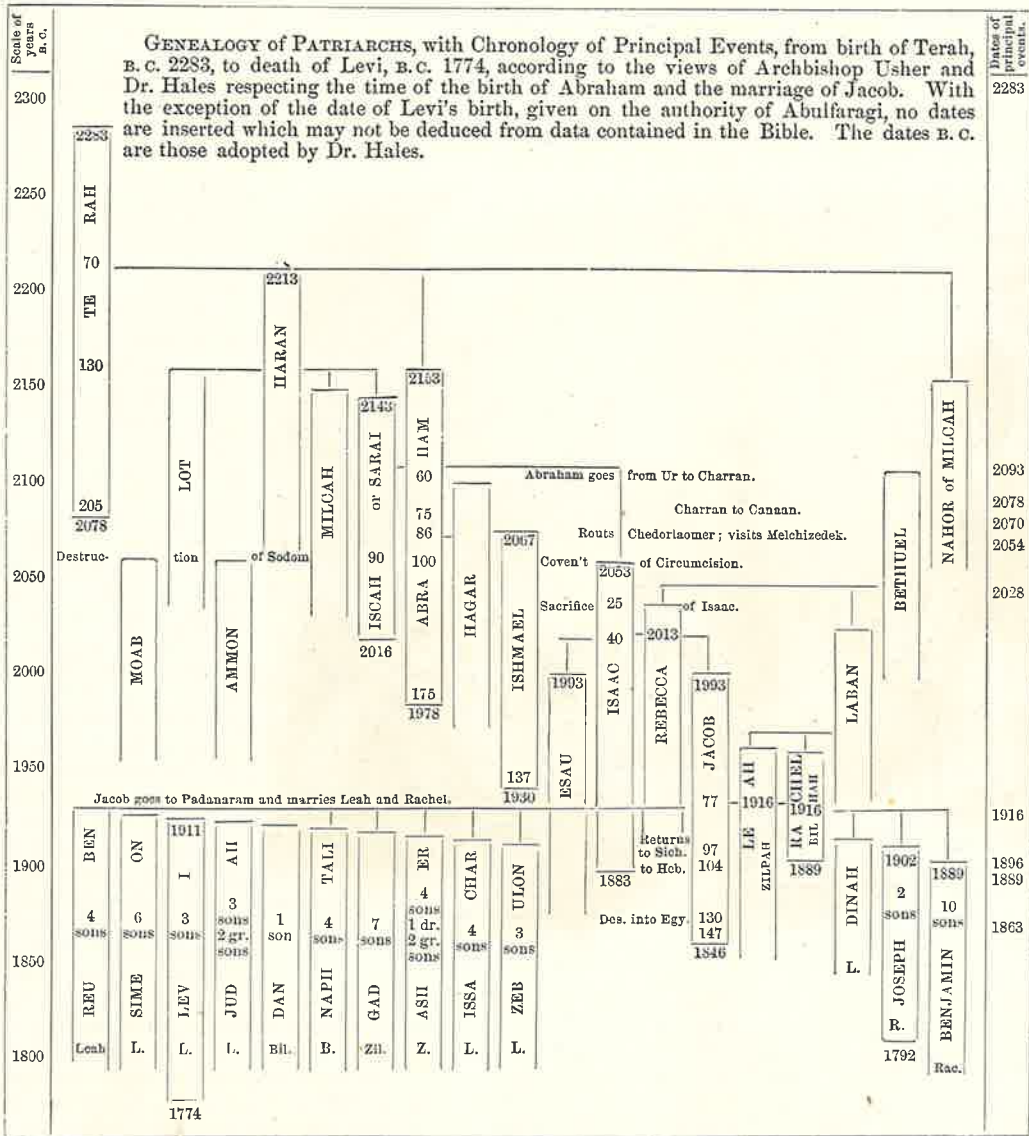 Scale of years B. C.
Dates of principal events.
GENEALOGY of PATRIARCHS, with Chronology of Principal Events, from birth of Terah,
B. C. 2283, to death of Levi, B. C. 1774, according to the views of Archbishop Usher and
Dr. Hales respecting the time of the birth of Abraham and the marriage of Jacob. With
the exception of the date of Levi's birth, given on the authority of Abulfaragi, no dates
are inserted which may not be deduced from data contained in the Bible. The dates B. C.
are those adopted by Dr. Hales.
2300
2250
2200
2150
2100
2050
2000
1950
1900
1850
1800
2283
TE RAH
70
130
205
2078
LOT
2213
HARAN
MILCAH
2143
ISCAH or SARAI
90
2016
2153
ABRA HAM
60
75
86
100
175
1978
HAGAR
2067
ISHMAEL
137
1930
NAHOR of MILCAH
BETHUEL
Abraham goes from Ur to Charran.
Charran to Canaan.
Routs Chedorlaomer; visits Melchizedek.
Destruc- tion of Sodom
Coven't of Circumcision.
Sacrifice of Isaac.
MOAB
AMMON
1993
ESAU
2053
25
40
ISAAC
1883
2013
REBECCA
1993
JACOB
77
97
104
130
147
1846
LABAN
LE AH
1916
ZILPAH
RA CHEL
1916
BIL HAH
1889
Jacob goes to Padanaram and marries Leah and Rachel.
Returns
to Sich.
to Heb.
Des. into Egy.
REU BEN
4
sons
Leah
SIME ON
6
sons
L.
1911
LEV I
3
sons
L.
1774
JUD AH
3
sons
2 gr.
sons
L.
DAN
1
son
Bil.
NAPH TALI
4
sons
B.
GAD
7
sons
Zil.
ASH ER
4
sons
1 dr.
2 gr.
sons
Z.
ISSA CHAR
4
sons
L.
ZEB ULON
3
sons
L.
DINAH
L.
1902
2
sons
JOSEPH
R.
1792
1889
10
sons
BENJAMIN
Rac.
2283
2093
2078
2070
2054
2028
1916
1896
1889
1863